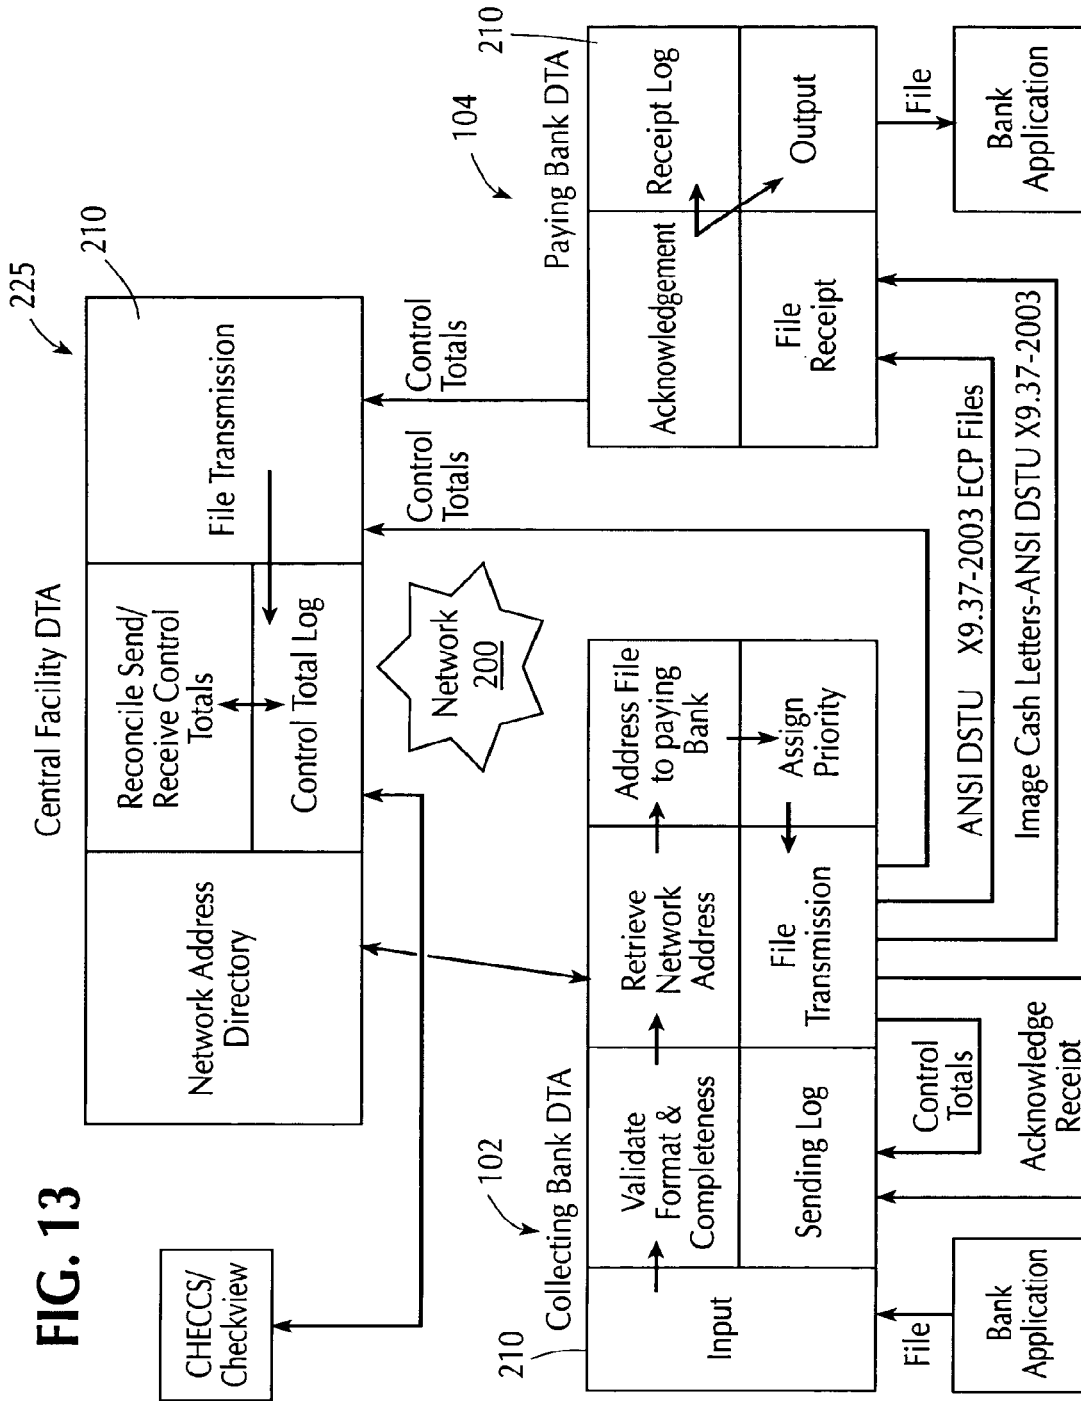 FIG. 13
CHECCS/
Checkview
Central Facility DTA
225
210
Network Address
Directory
Reconcile Send/
Receive Control
Totals
Control Total Log
File Transmission
Network
200
Control
Totals
Control
Totals
Collecting Bank DTA
102
210
Input
Validate
Format &
Completeness
Retrieve
Network
Address
Address File
to paying
Bank
Sending Log
File
Transmission
Assign
Priority
File
Bank
Application
Control
Totals
Acknowledge
Receipt
ANSI DSTU X9.37-2003 ECP Files
Image Cash Letters-ANSI DSTU X9.37-2003
Paying Bank DTA
104
210
Acknowledgement
Receipt Log
File
Receipt
Output
File
Bank
Application